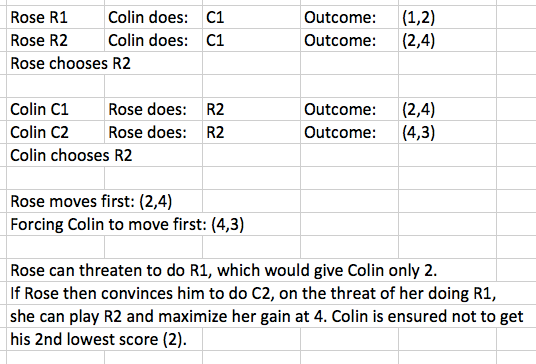 Rose R1 Colin does: C1 Outcome: (1,2)
Rose R2 Colin does: C1 Outcome: (2,4)
Rose chooses R2
Colin C1 Rose does: R2 Outcome: (2,4)
Colin C2 Rose does: R2 Outcome: (4,3)
Colin chooses R2
Rose moves first: (2,4)
Forcing Colin to move first: (4,3)
Rose can threaten to do R1, which would give Colin only 2.
If Rose then convinces him to do C2, on the threat of her doing R1,
she can play R2 and maximize her gain at 4. Colin is ensured not to get
his 2nd lowest score (2).